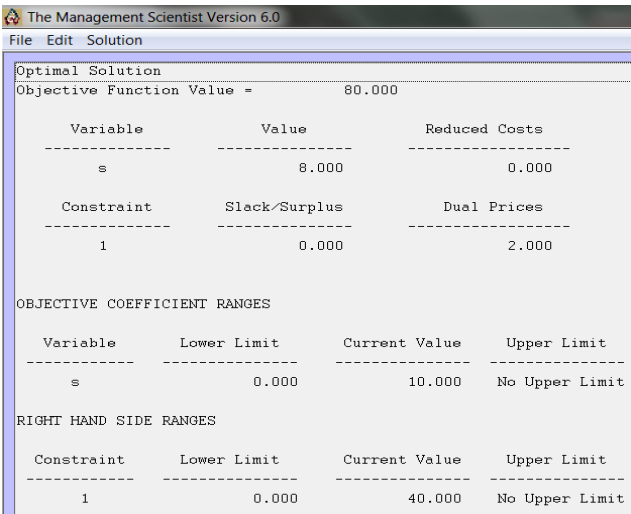 The Management Scientist Version 6.0
File Edit Solution
Optimal Solution
Objective Function Value = 80.000
Variable Value Reduced Costs
-------------- --------------- ------------------
s 8.000 0.000
Constraint Slack/Surplus Dual Prices
-------------- --------------- ------------------
1 0.000 2.000
OBJECTIVE COEFFICIENT RANGES
Variable Lower Limit Current Value Upper Limit
------------ --------------- --------------- ---------------
s 0.000 10.000 No Upper Limit
RIGHT HAND SIDE RANGES
Constraint Lower Limit Current Value Upper Limit
------------ --------------- --------------- ---------------
1 0.000 40.000 No Upper Limit